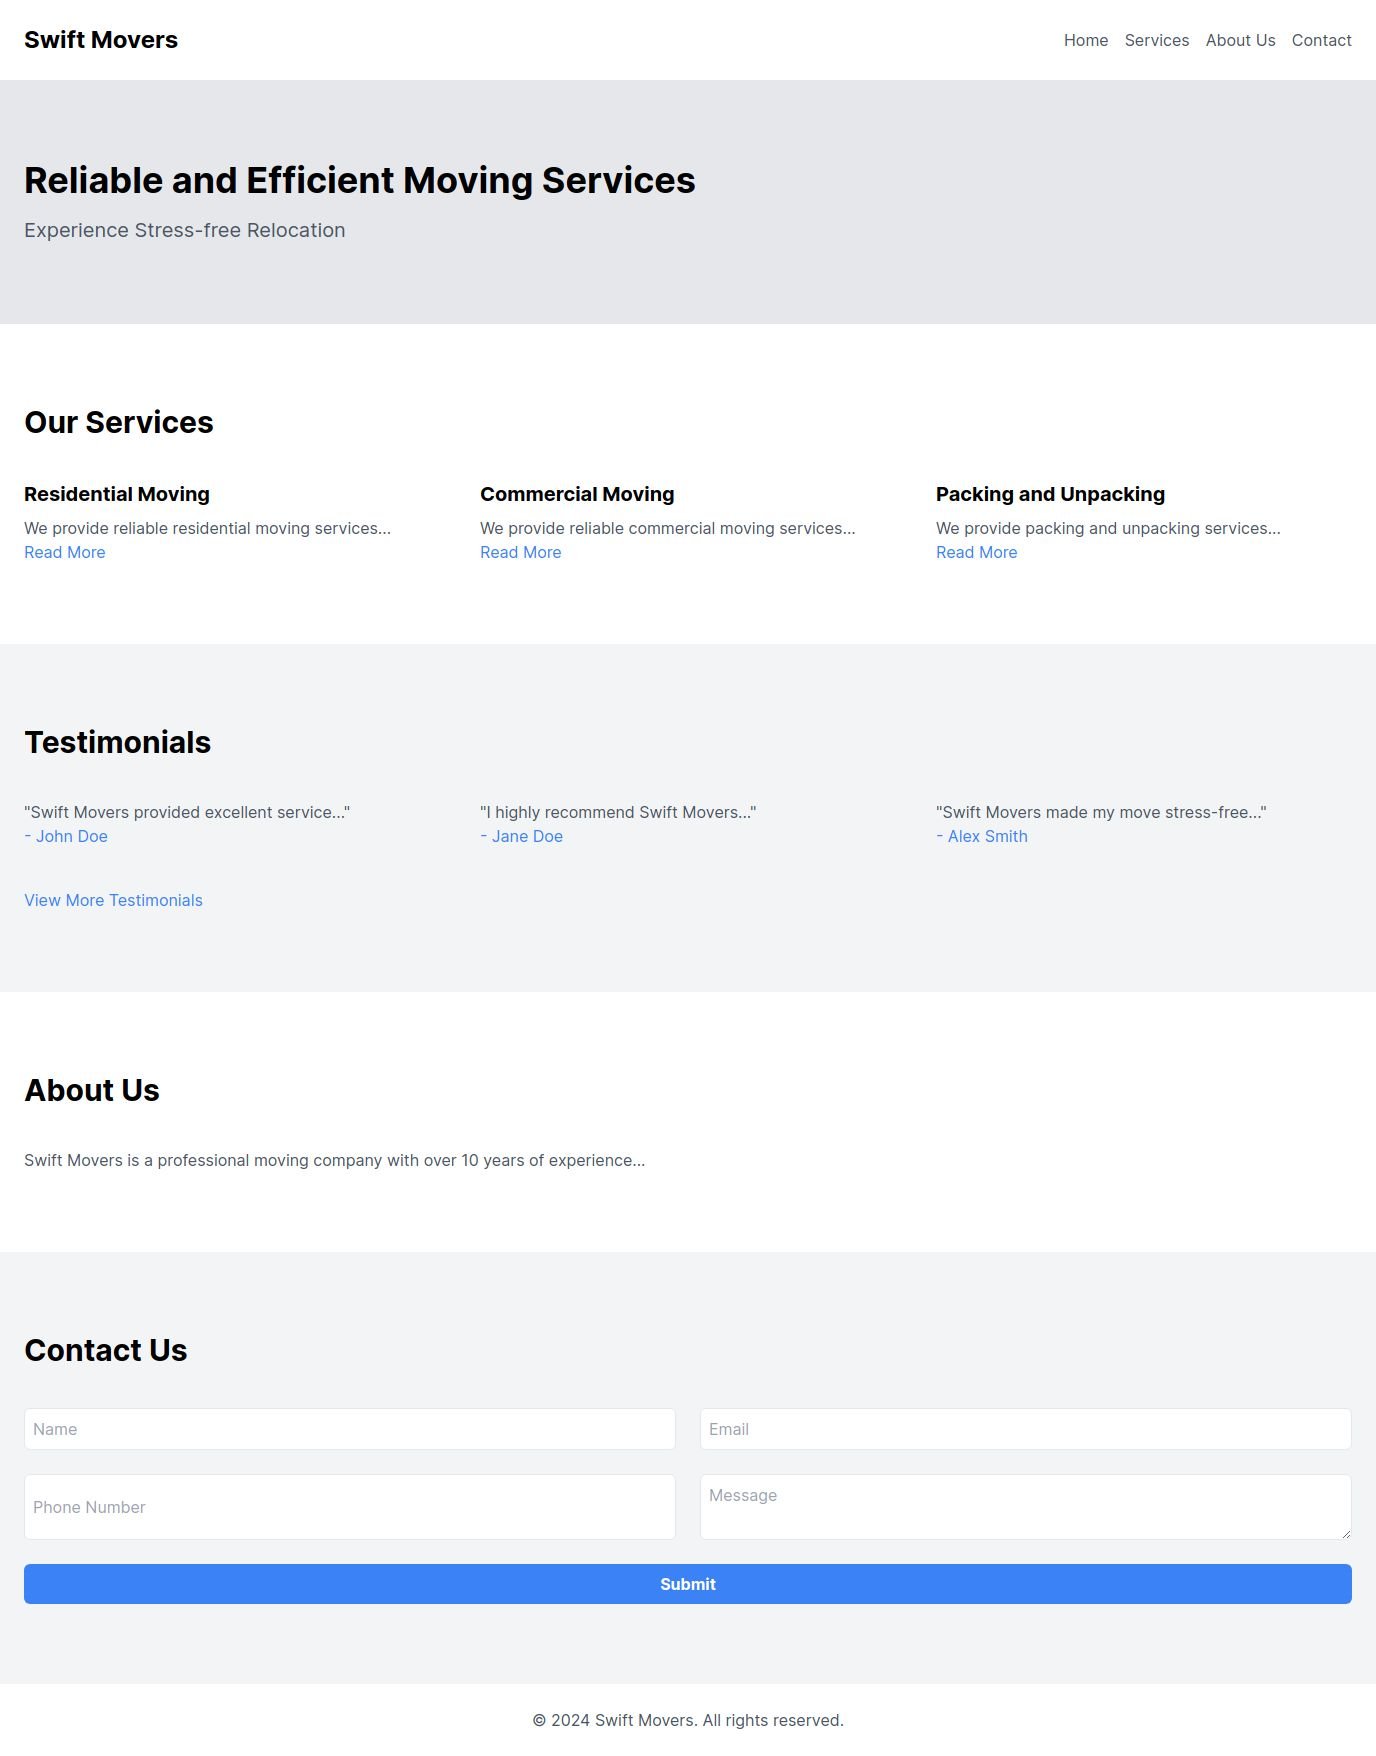 Swift Movers
Home Services About Us Contact
Reliable and Efficient Moving Services
Experience Stress-free Relocation
Our Services
Residential Moving
We provide reliable residential moving services...
Read More
Commercial Moving
We provide reliable commercial moving services...
Read More
Packing and Unpacking
We provide packing and unpacking services...
Read More
Testimonials
"Swift Movers provided excellent service..."
- John Doe
"I highly recommend Swift Movers..."
- Jane Doe
"Swift Movers made my move stress-free..."
- Alex Smith
View More Testimonials
About Us
Swift Movers is a professional moving company with over 10 years of experience...
Contact Us
Name
Email
Phone Number
Message
Submit
© 2024 Swift Movers. All rights reserved.